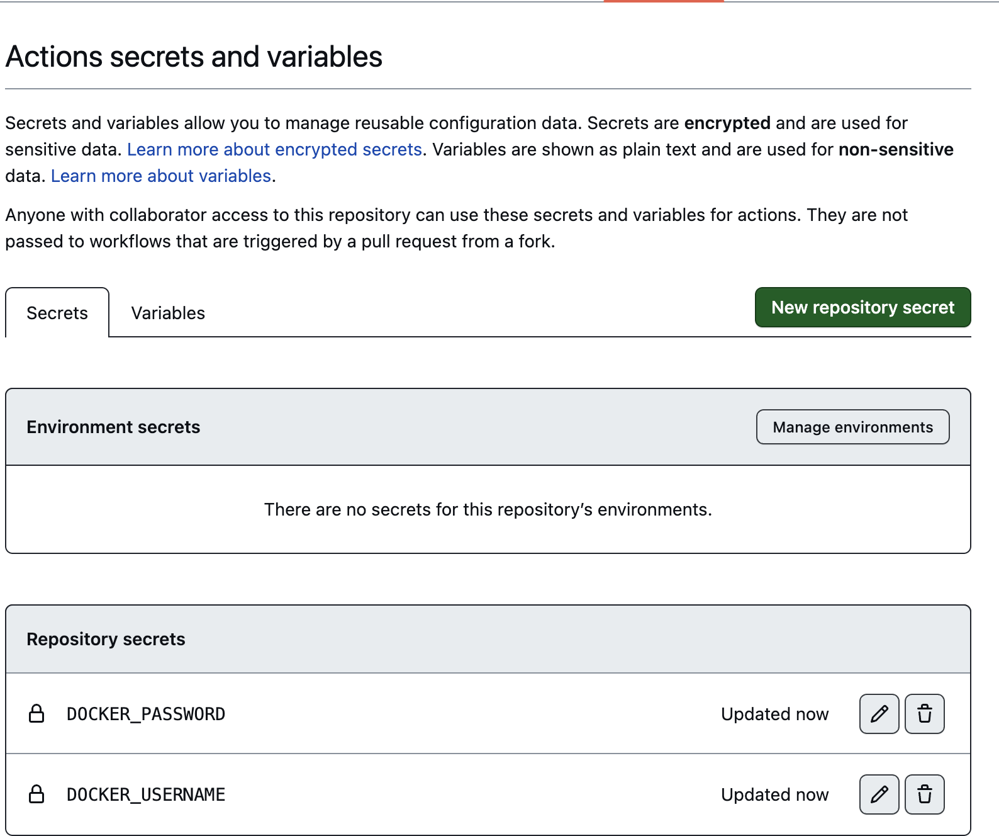 Actions secrets and variables
Secrets and variables allow you to manage reusable configuration data. Secrets are encrypted and are used for
sensitive data. Learn more about encrypted secrets. Variables are shown as plain text and are used for non-sensitive
data. Learn more about variables.
Anyone with collaborator access to this repository can use these secrets and variables for actions. They are not
passed to workflows that are triggered by a pull request from a fork.
Secrets Variables New repository secret
Environment secrets Manage environments
There are no secrets for this repository’s environments.
Repository secrets
DOCKER_PASSWORD Updated now
DOCKER_USERNAME Updated now